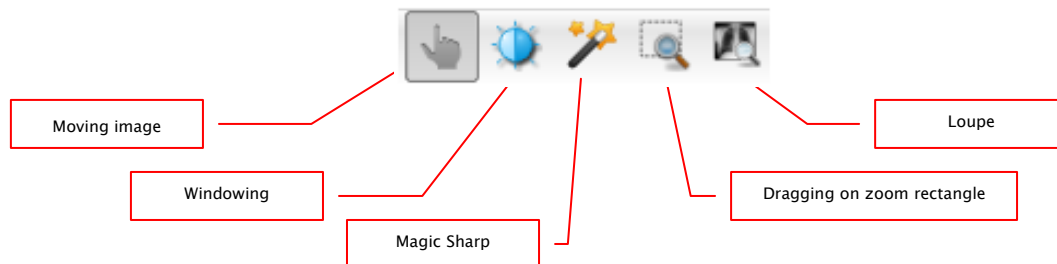 Moving image
Loupe
Windowing
Dragging on zoom rectangle
Magic Sharp